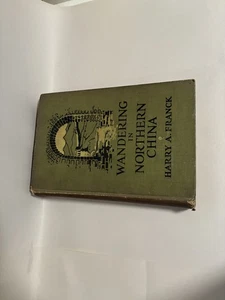 WANDERING
IN
NORTHERN
CHINA
HARRY A. FRANCK